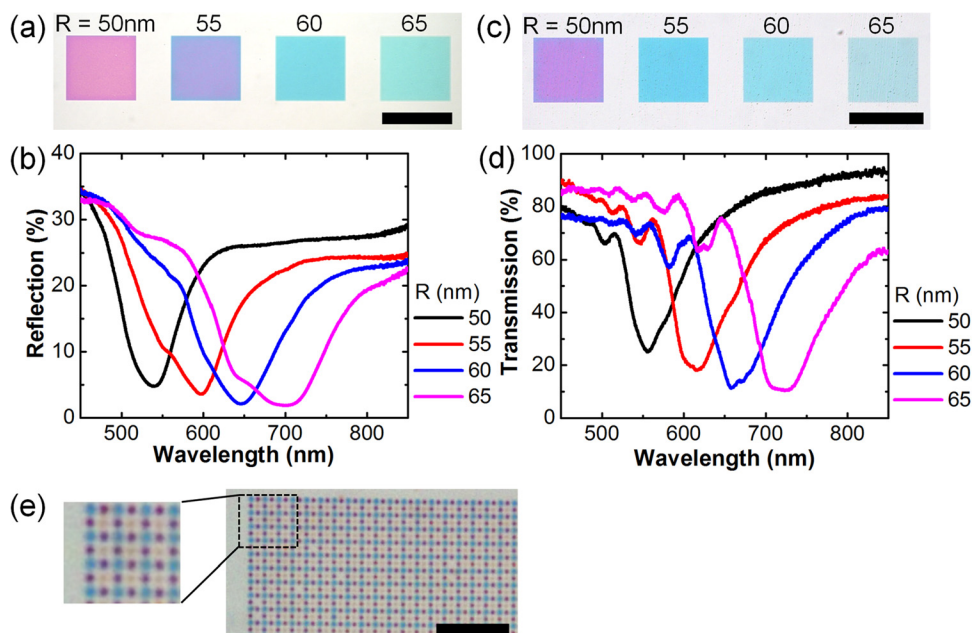 (a) R = 50nm 55 60 65
(c) R = 50nm 55 60 65
(b)
Reflection (%)
40
30
20
10
0
500 600 700 800
Wavelength (nm)
R (nm)
50
55
60
65
(d)
Transmission (%)
100
80
60
40
20
0
500 600 700 800
Wavelength (nm)
R (nm)
50
55
60
65
(e)